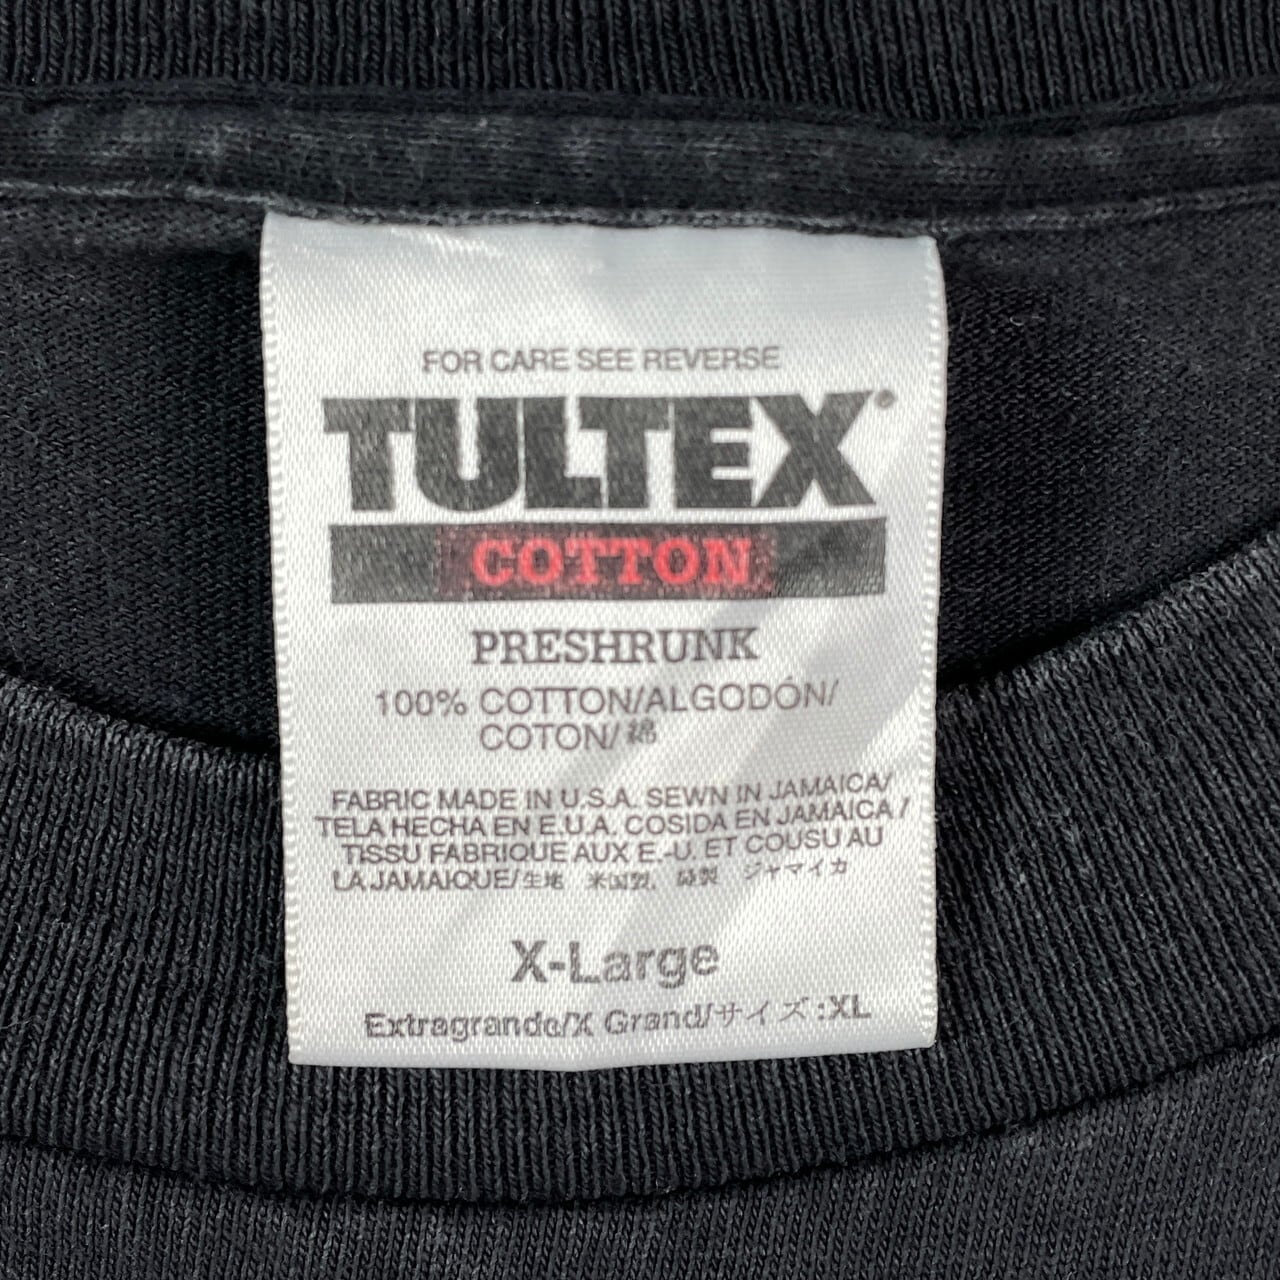 FOR CARE SEE REVERSE
TULTEX®
COTTON
PRESHRUNK
100% COTTON/ALGODÓN/
COTON/綿
FABRIC MADE IN U.S.A. SEWN IN JAMAICA/
TELA HECHA EN E.U.A. COSIDA EN JAMAICA/
TISSU FABRIQUE AUX E.-U. ET COUSU AU
LA JAMAIQUE/生地 米国製, 縫製 ジャマイカ
X-Large
Extragrande/X Grand/サイズ:XL